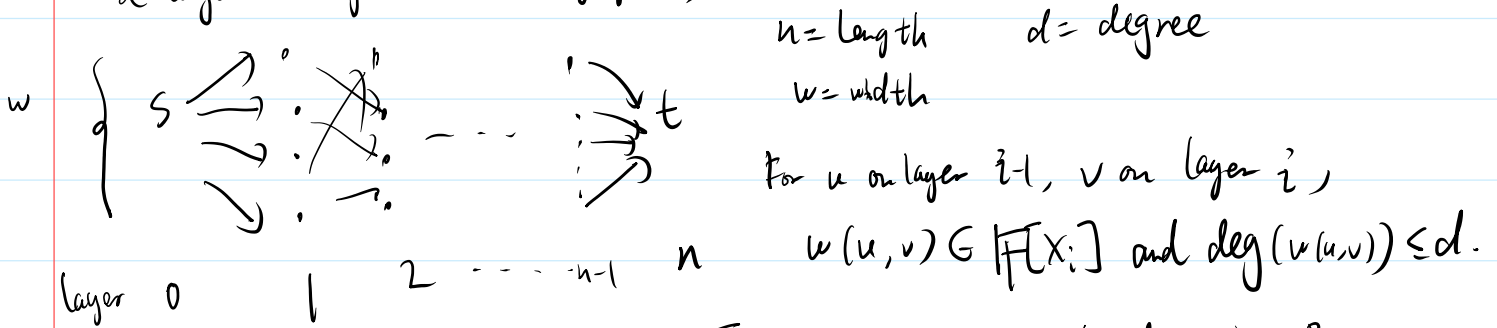 n = length d = degree
w = width
w { s t
For u on layer i-1, v on layer i,
w(u,v) ∈ 𝔽[X_i] and deg(w(u,v)) ≤ d.
layer 0 1 2 ---- n-1 n